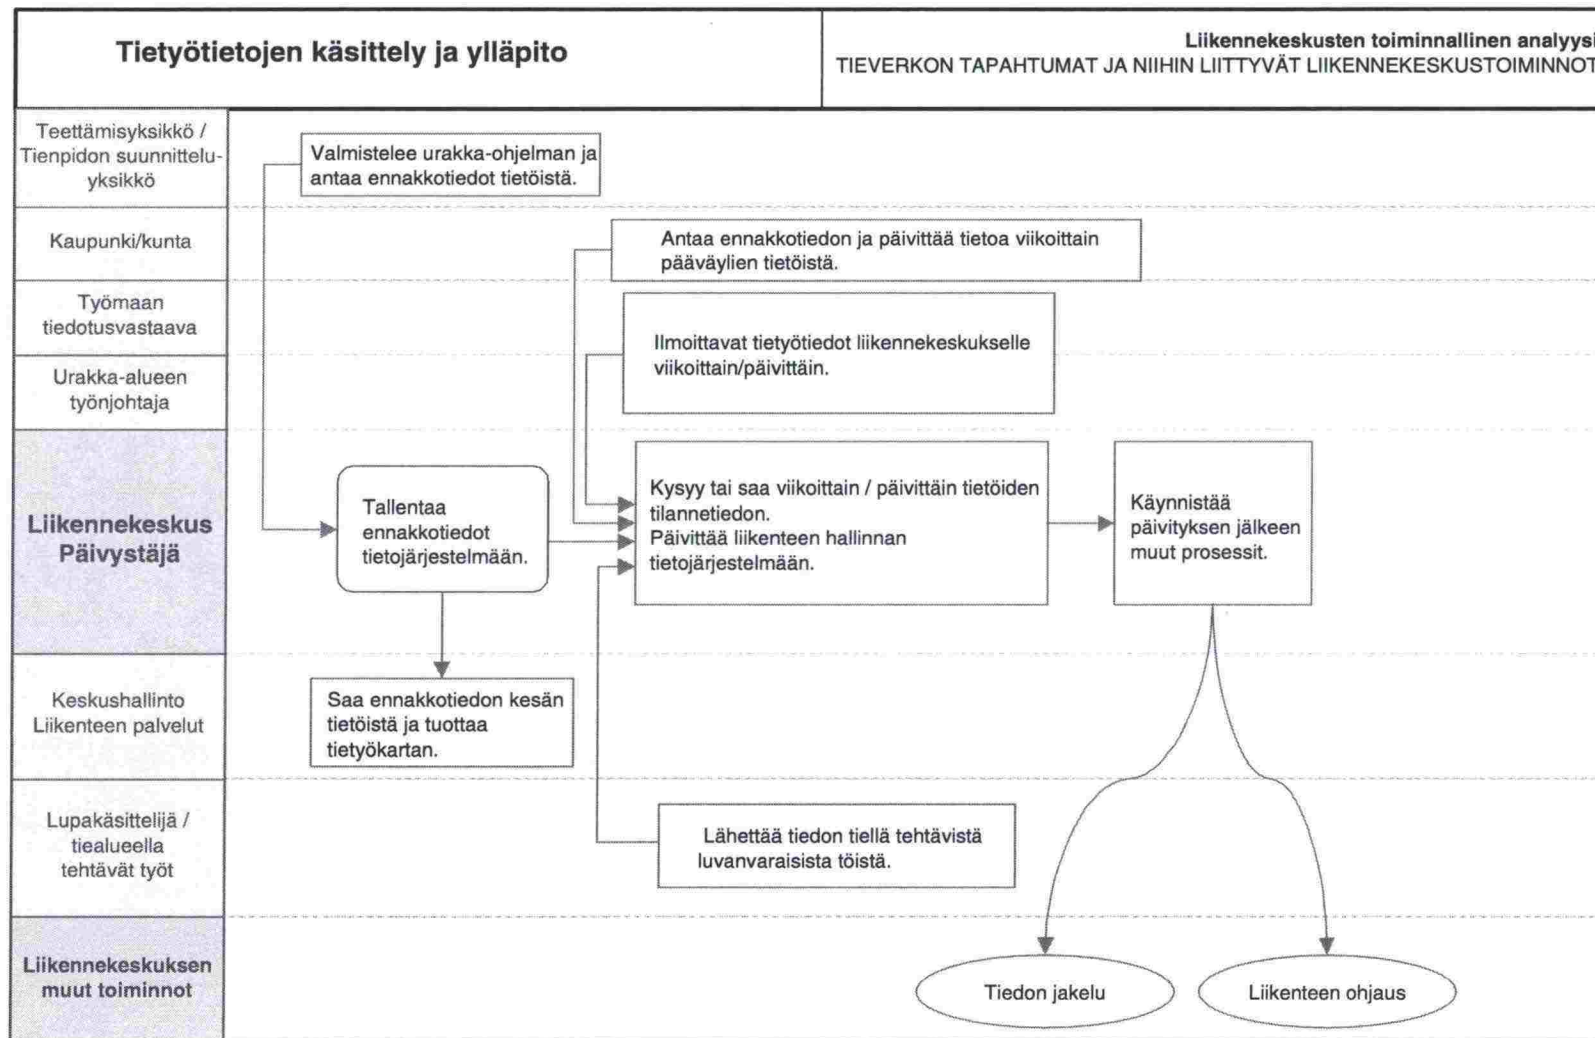 Tietyötietojen käsittely ja ylläpito
Liikennekeskusten toiminnallinen analyysi
TIEVERKON TAPAHTUMAT JA NIIHIN LIITTYVÄT LIIKENNEKESKUSTOIMINNOT
Teettämisyksikkö /
Tienpidon suunnittelu-
yksikkö
Valmistelee urakka-ohjelman ja
antaa ennakkotiedot tietöistä.
Kaupunki/kunta
Antaa ennakkotiedon ja päivittää tietoa viikoittain
pääväylien tietöistä.
Työmaan
tiedotusvastaava
Ilmoittavat tietyötiedot liikennekeskukselle
viikoittain/päivittäin.
Urakka-alueen
työnjohtaja
Liikennekeskus
Päivystäjä
Tallentaa
ennakkotiedot
tietojärjestelmään.
Kysyy tai saa viikoittain / päivittäin tietöiden
tilannetiedon.
Päivittää liikenteen hallinnan
tietojärjestelmään.
Käynnistää
päivityksen jälkeen
muut prosessit.
Keskushallinto
Liikenteen palvelut
Saa ennakkotiedon kesän
tietöistä ja tuottaa
tietyökartan.
Lupakäsittelijä /
tiealueella
tehtävät työt
Lähettää tiedon tiellä tehtävistä
luvanvaraisista töistä.
Liikennekeskuksen
muut toiminnot
Tiedon jakelu
Liikenteen ohjaus